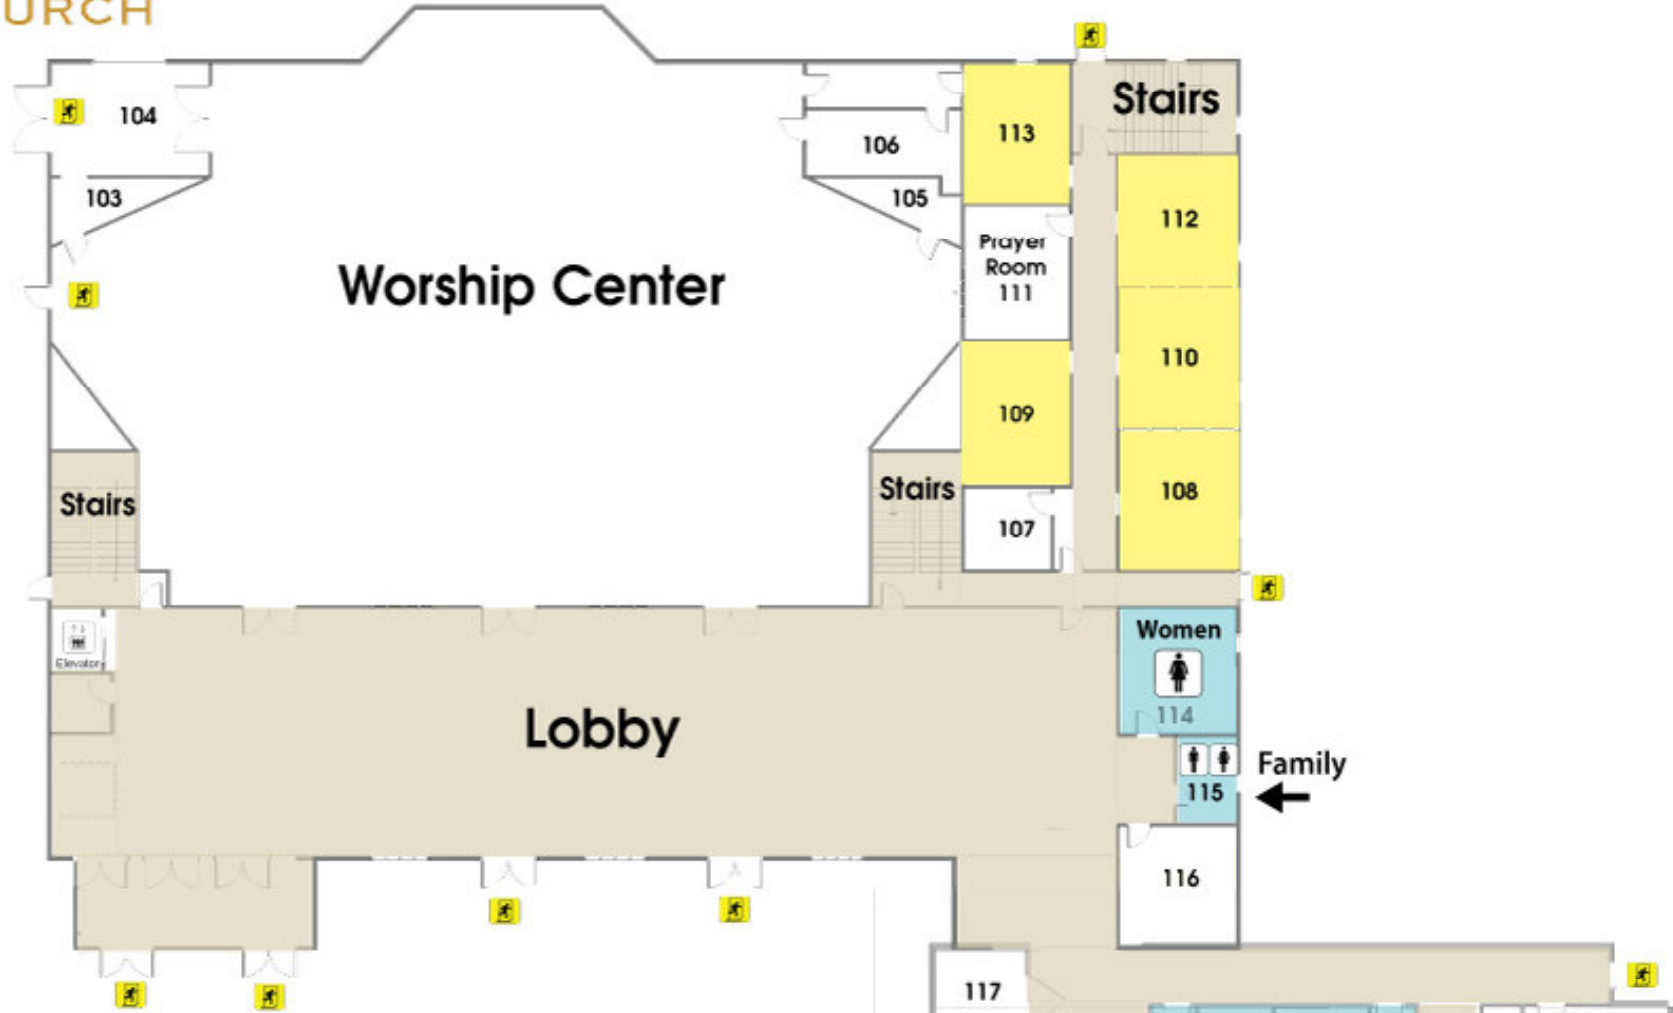 URCH
Stairs
104
113
106
103
105
112
Prayer
Room
111
Worship Center
110
109
Stairs
Stairs
108
107
Women
Elevator
114
Lobby
Family
115
116
117